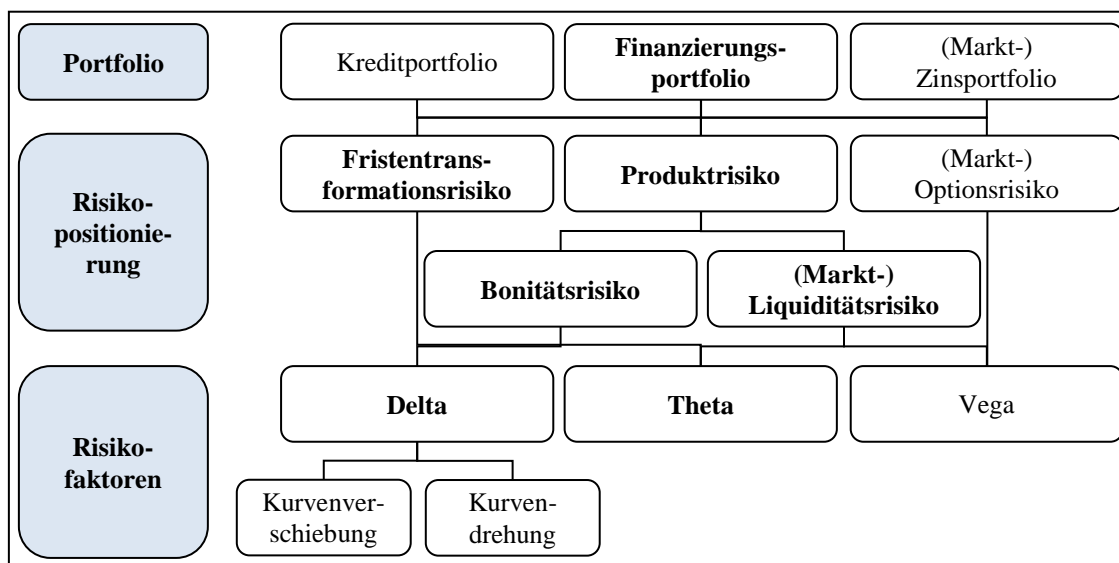 Portfolio
Kreditportfolio
Finanzierungs-
portfolio
(Markt-)
Zinsportfolio
Risiko-
positionie-
rung
Fristentrans-
formationsrisiko
Produktrisiko
(Markt-)
Optionsrisiko
Bonitätsrisiko
(Markt-)
Liquiditätsrisiko
Risiko-
faktoren
Delta
Theta
Vega
Kurvenver-
schiebung
Kurven-
drehung